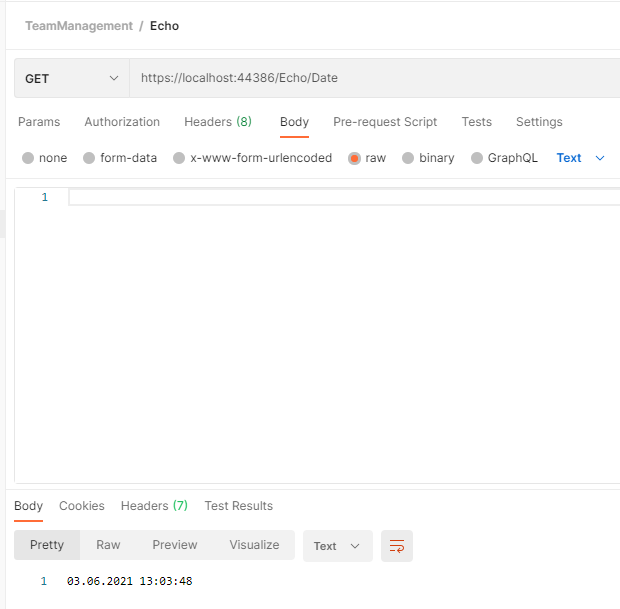 TeamManagement / Echo
GET https://localhost:44386/Echo/Date
Params Authorization Headers (8) Body Pre-request Script Tests Settings
none form-data x-www-form-urlencoded raw binary GraphQL Text
1
Body Cookies Headers (7) Test Results
Pretty Raw Preview Visualize Text
1 03.06.2021 13:03:48